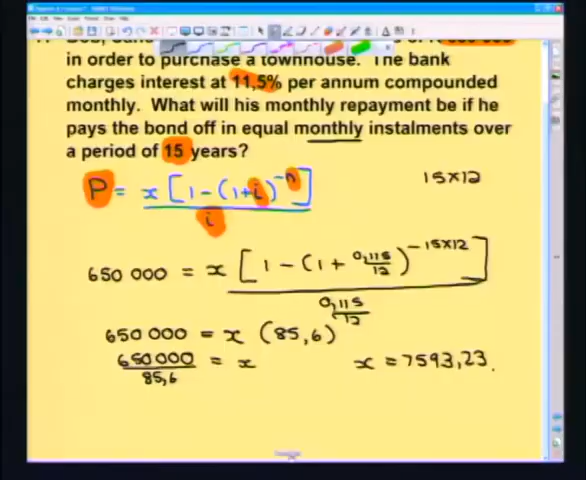 in order to purchase a townhouse. The bank
charges interest at 11,5% per annum compounded
monthly. What will his monthly repayment be if he
pays the bond off in equal monthly instalments over
a period of 15 years?
P = x [1-(1+i)^-n] / i
15×12
650 000 = x [1-(1+0,115/12)^-15×12] / 0,115/12
650 000 = x (85,6)
650000/85,6 = x x = 7593,23.